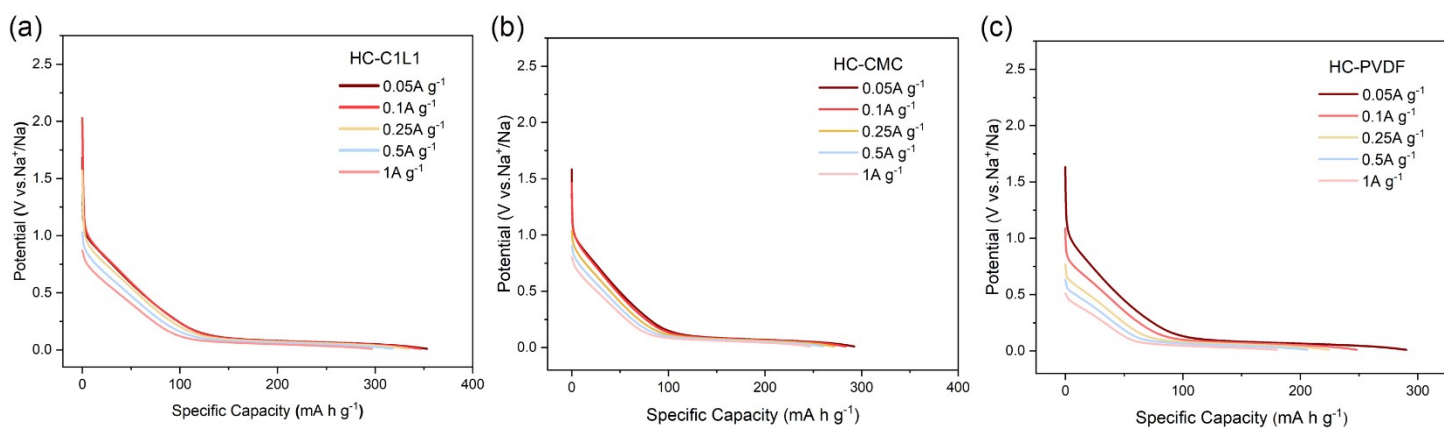 (a)
HC-C1L1
0.05A g⁻¹
0.1A g⁻¹
0.25A g⁻¹
0.5A g⁻¹
1A g⁻¹
Potential (V vs.Na⁺/Na)
2.5
2.0
1.5
1.0
0.5
0.0
0 100 200 300 400
Specific Capacity (mA h g⁻¹)
(b)
HC-CMC
0.05A g⁻¹
0.1A g⁻¹
0.25A g⁻¹
0.5A g⁻¹
1A g⁻¹
Potential (V vs.Na⁺/Na)
2.5
2.0
1.5
1.0
0.5
0.0
0 100 200 300 400
Specific Capacity (mA h g⁻¹)
(c)
HC-PVDF
0.05A g⁻¹
0.1A g⁻¹
0.25A g⁻¹
0.5A g⁻¹
1A g⁻¹
Potential (V vs.Na⁺/Na)
2.5
2.0
1.5
1.0
0.5
0.0
0 100 200 300
Specific Capacity (mA h g⁻¹)